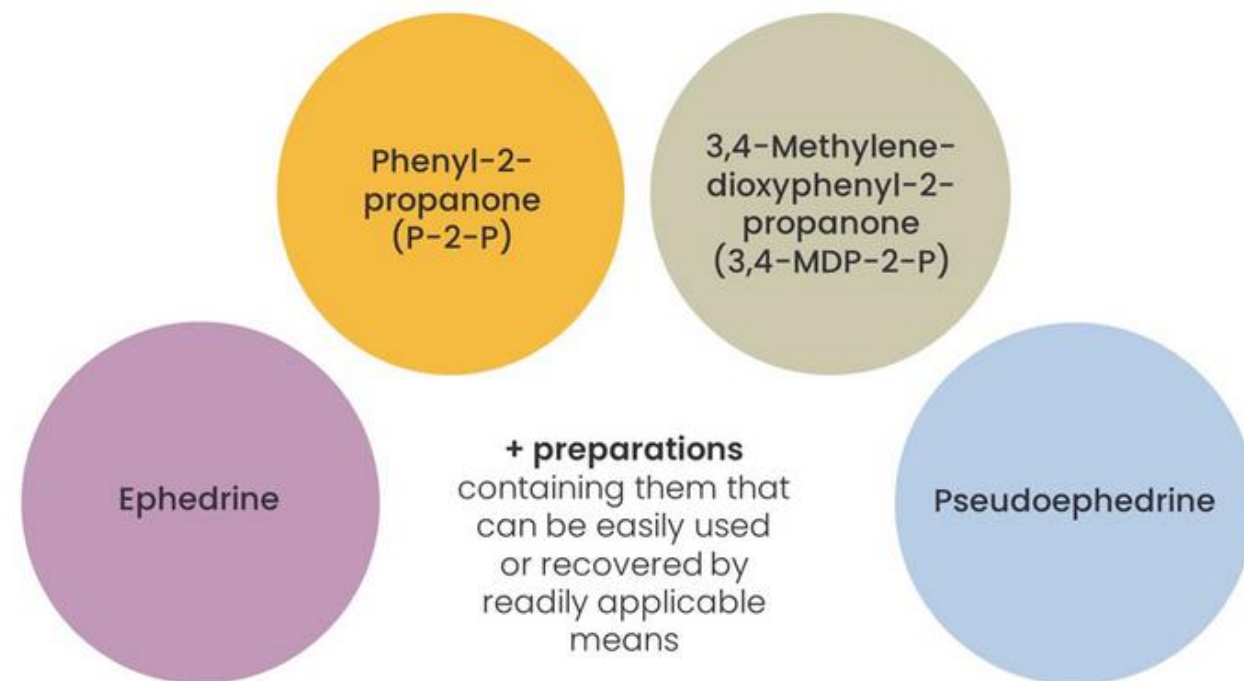 Phenyl-2-
propanone
(P-2-P)
3,4-Methylene-
dioxyphenyl-2-
propanone
(3,4-MDP-2-P)
Ephedrine
+ preparations
containing them that
can be easily used
or recovered by
readily applicable
means
Pseudoephedrine